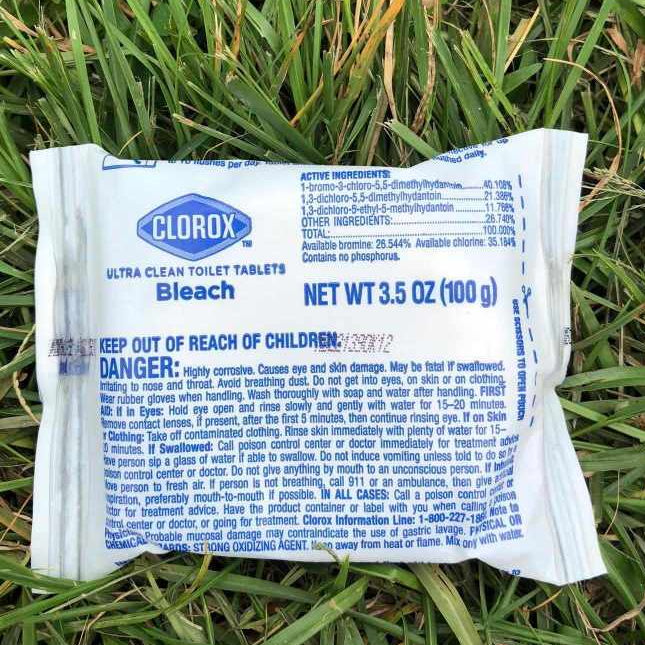 10 flushes per day.
daily.
ACTIVE INGREDIENTS:
1-bromo-3-chloro-5,5-dimethylhydantoin......40.108%
1,3-dichloro-5,5-dimethylhydantoin......21.386%
1,3-dichloro-5-ethyl-5-methylhydantoin......11.766%
OTHER INGREDIENTS:......26.740%
TOTAL:......100.000%
Available bromine: 26.544% Available chlorine: 35.184%
Contains no phosphorus.
CLOROX™
ULTRA CLEAN TOILET TABLETS
Bleach
NET WT 3.5 OZ (100 g)
USE SCISSORS TO OPEN POUCH
KEEP OUT OF REACH OF CHILDREN.
DANGER: Highly corrosive. Causes eye and skin damage. May be fatal if swallowed.
Irritating to nose and throat. Avoid breathing dust. Do not get into eyes, on skin or on clothing.
Wear rubber gloves when handling. Wash thoroughly with soap and water after handling. FIRST
AID: If in Eyes: Hold eye open and rinse slowly and gently with water for 15–20 minutes.
Remove contact lenses, if present, after the first 5 minutes, then continue rinsing eye. If on Skin
or Clothing: Take off contaminated clothing. Rinse skin immediately with plenty of water for 15–
20 minutes. If Swallowed: Call poison control center or doctor immediately for treatment advice.
Have person sip a glass of water if able to swallow. Do not induce vomiting unless told to do so by a
poison control center or doctor. Do not give anything by mouth to an unconscious person. If Inhaled:
Move person to fresh air. If person is not breathing, call 911 or an ambulance, then give artificial
respiration, preferably mouth-to-mouth if possible. IN ALL CASES: Call a poison control center or
doctor for treatment advice. Have the product container or label with you when calling a poison
control center or doctor, or going for treatment. Clorox Information Line: 1-800-227-186 Note to
Physician: Probable mucosal damage may contraindicate the use of gastric lavage. PHYSICAL OR
CHEMICAL HAZARDS: STRONG OXIDIZING AGENT. Keep away from heat or flame. Mix only with water.